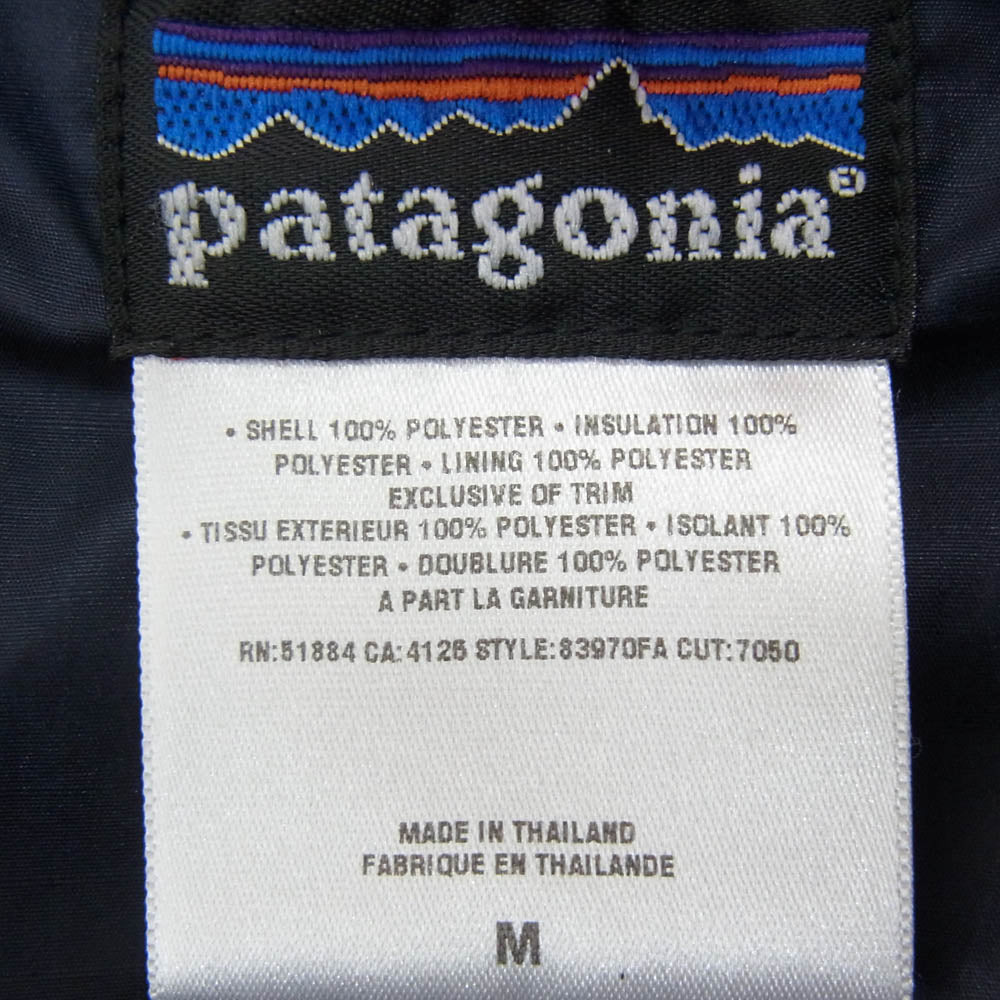 patagonia®
• SHELL 100% POLYESTER • INSULATION 100%
POLYESTER • LINING 100% POLYESTER
EXCLUSIVE OF TRIM
• TISSU EXTERIEUR 100% POLYESTER • ISOLANT 100%
POLYESTER • DOUBLURE 100% POLYESTER
A PART LA GARNITURE
RN:51884 CA:4126 STYLE:83970FA CUT:7050
MADE IN THAILAND
FABRIQUE EN THAILANDE
M